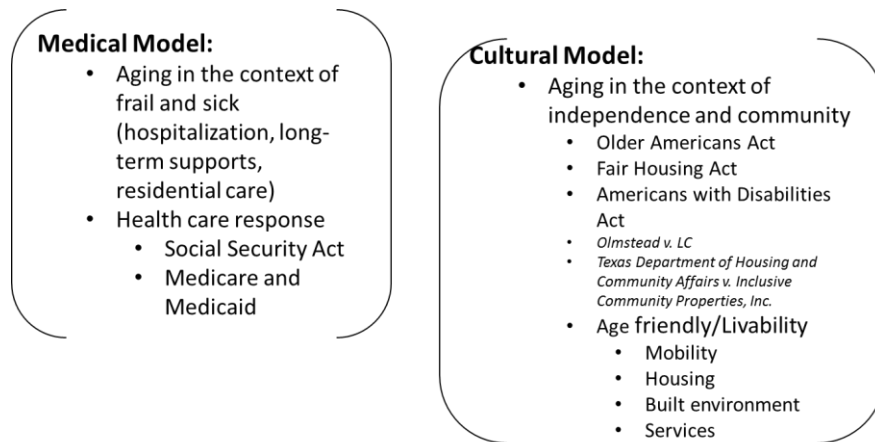 Medical Model:
• Aging in the context of
frail and sick
(hospitalization, long-
term supports,
residential care)
• Health care response
• Social Security Act
• Medicare and
Medicaid
Cultural Model:
• Aging in the context of
independence and community
• Older Americans Act
• Fair Housing Act
• Americans with Disabilities
Act
• Olmstead v. LC
• Texas Department of Housing and
Community Affairs v. Inclusive
Community Properties, Inc.
• Age friendly/Livability
• Mobility
• Housing
• Built environment
• Services